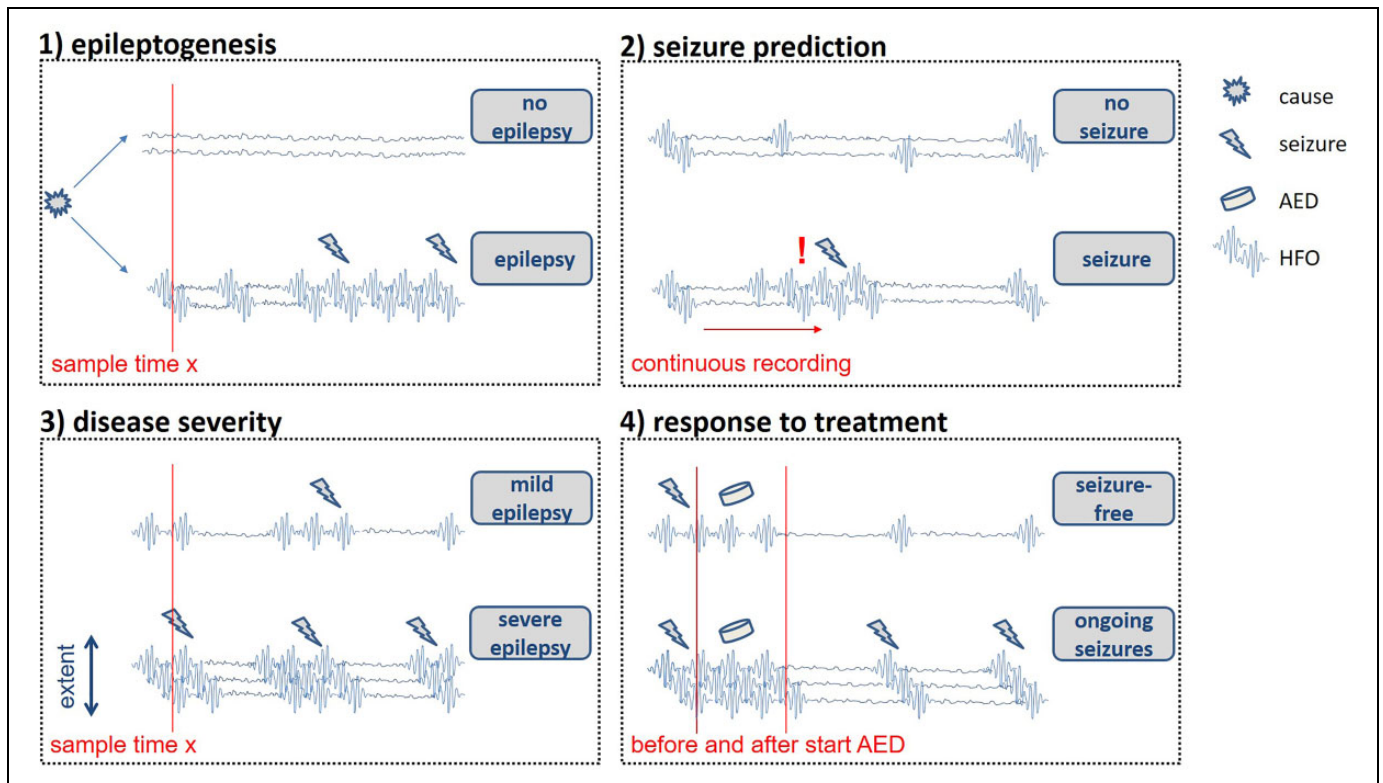 1) epileptogenesis
no
epilepsy
epilepsy
sample time x
2) seizure prediction
no
seizure
!
seizure
continuous recording
cause
seizure
AED
HFO
3) disease severity
mild
epilepsy
severe
epilepsy
extent
sample time x
4) response to treatment
seizure-
free
ongoing
seizures
before and after start AED